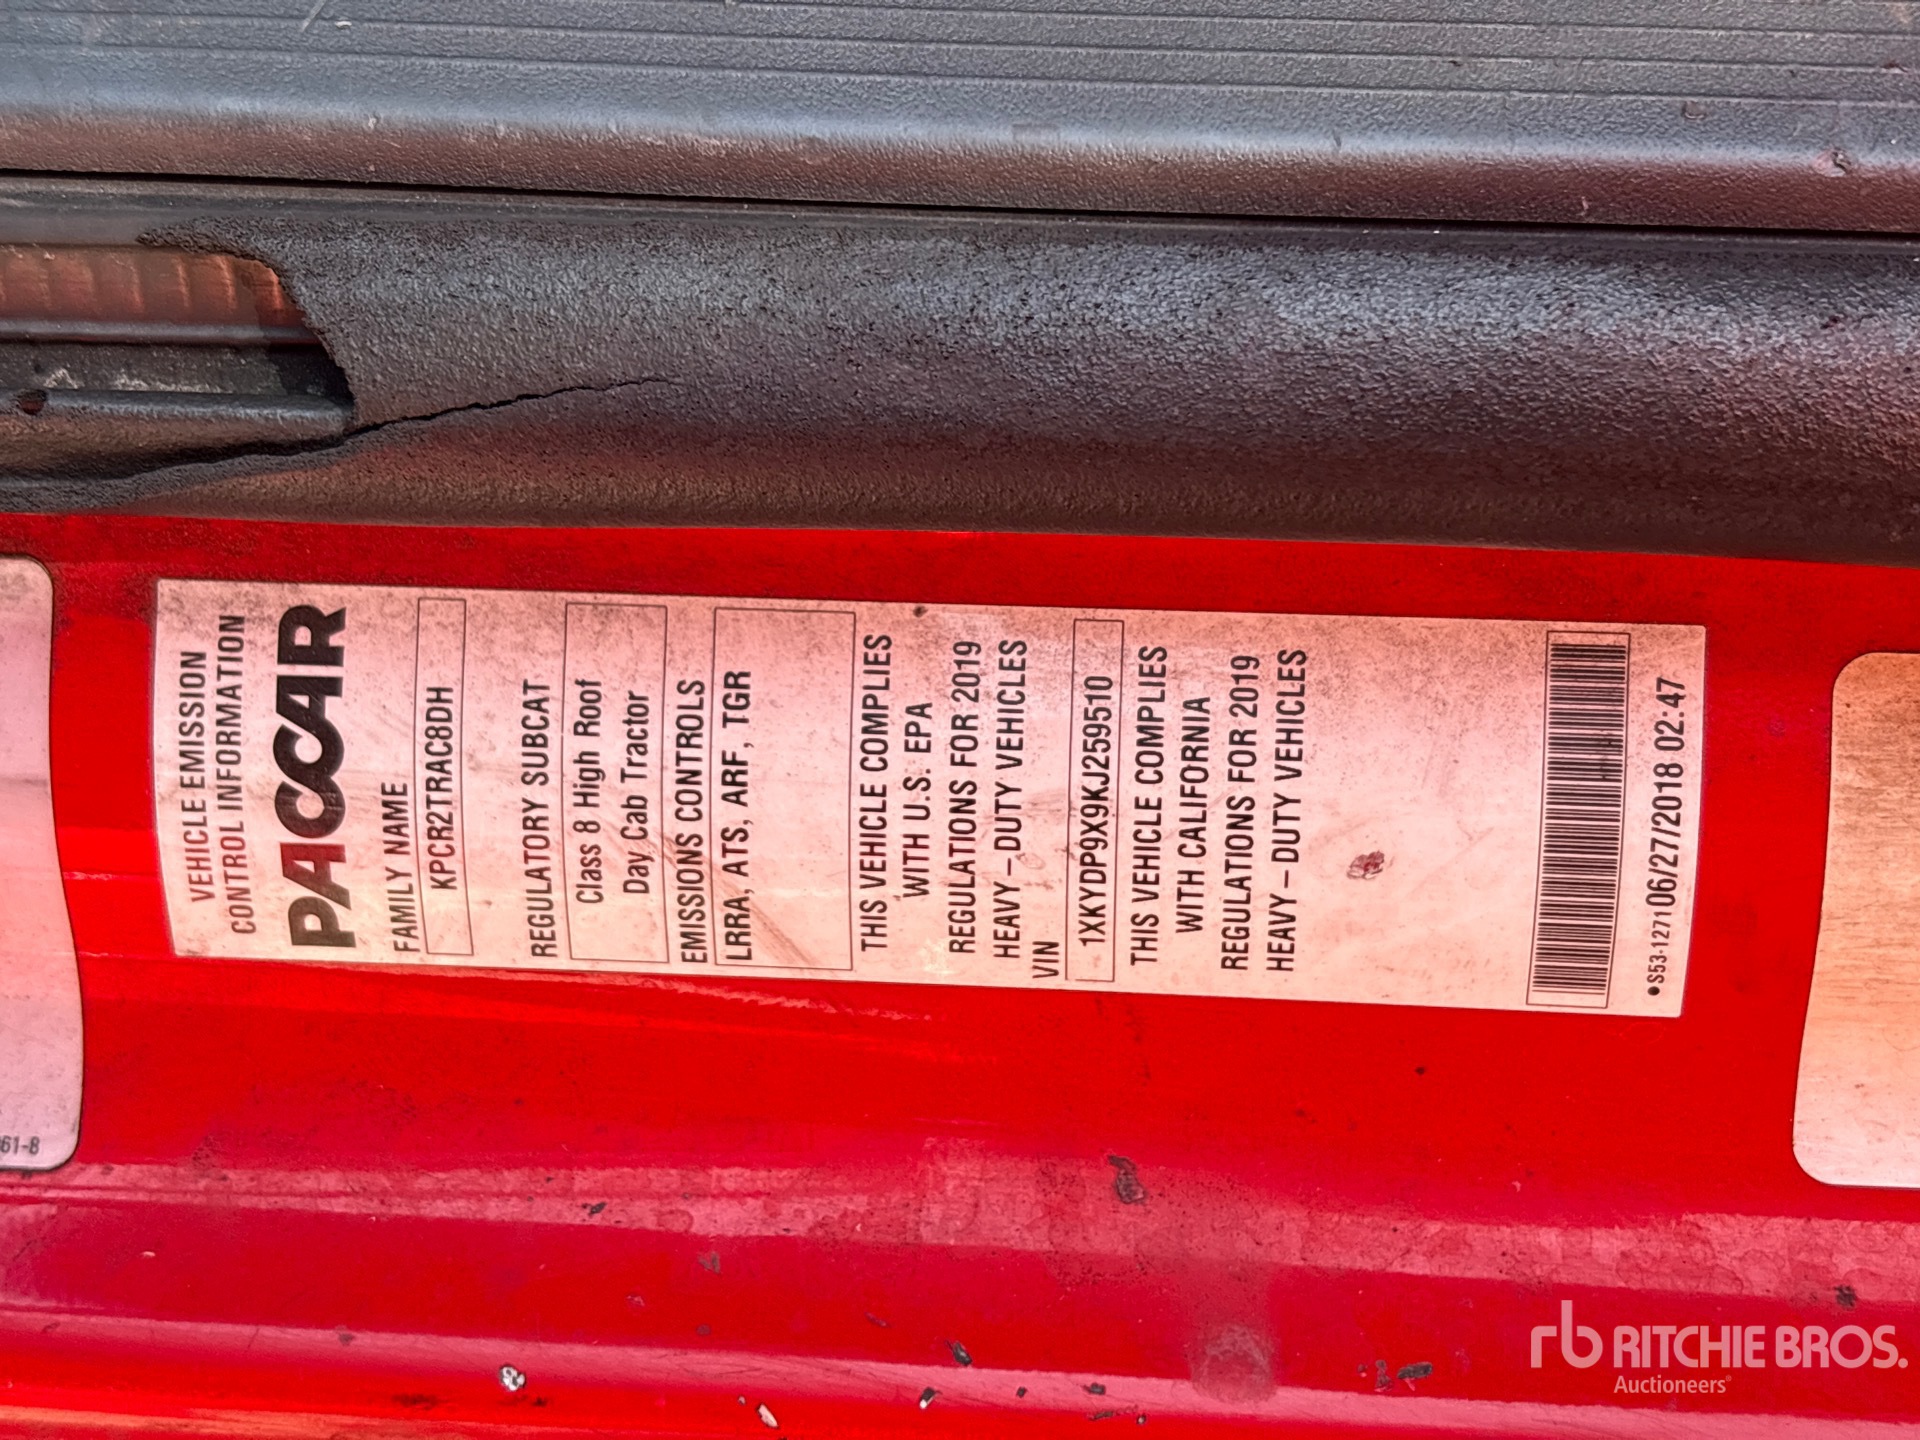 VEHICLE EMISSION
CONTROL INFORMATION
PACCAR
FAMILY NAME
KPCR2TRAC8DH
REGULATORY SUBCAT
Class 8 High Roof
Day Cab Tractor
EMISSIONS CONTROLS
LRRA, ATS, ARF, TGR
THIS VEHICLE COMPLIES
WITH U.S. EPA
REGULATIONS FOR 2019
HEAVY-DUTY VEHICLES
VIN
1XKYDP9X9KJ259510
THIS VEHICLE COMPLIES
WITH CALIFORNIA
REGULATIONS FOR 2019
HEAVY-DUTY VEHICLES
•S53-1271 06/27/2018 02.47
61-8
rb RITCHIE BROS.
Auctioneers